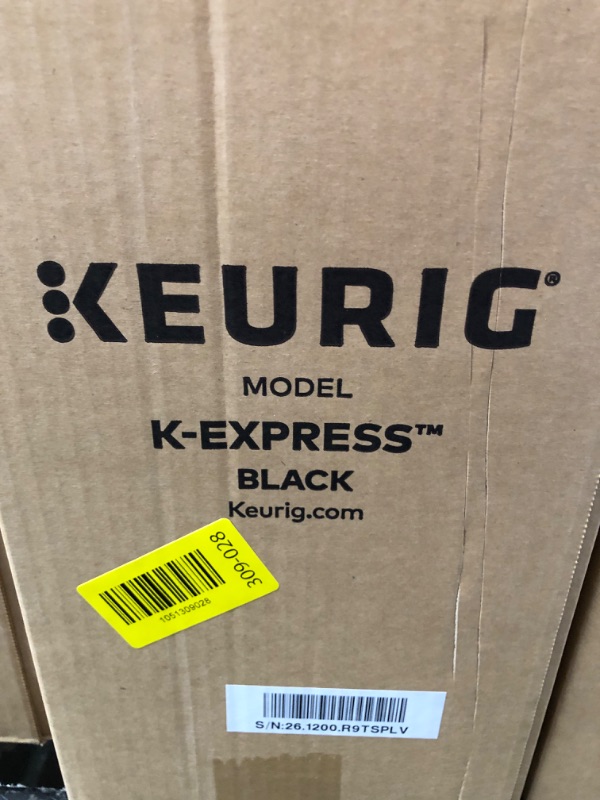 KEURIG®
MODEL
K-EXPRESS™
BLACK
Keurig.com
309-028
1051309028
S/N:26.1200.R9TSPLV